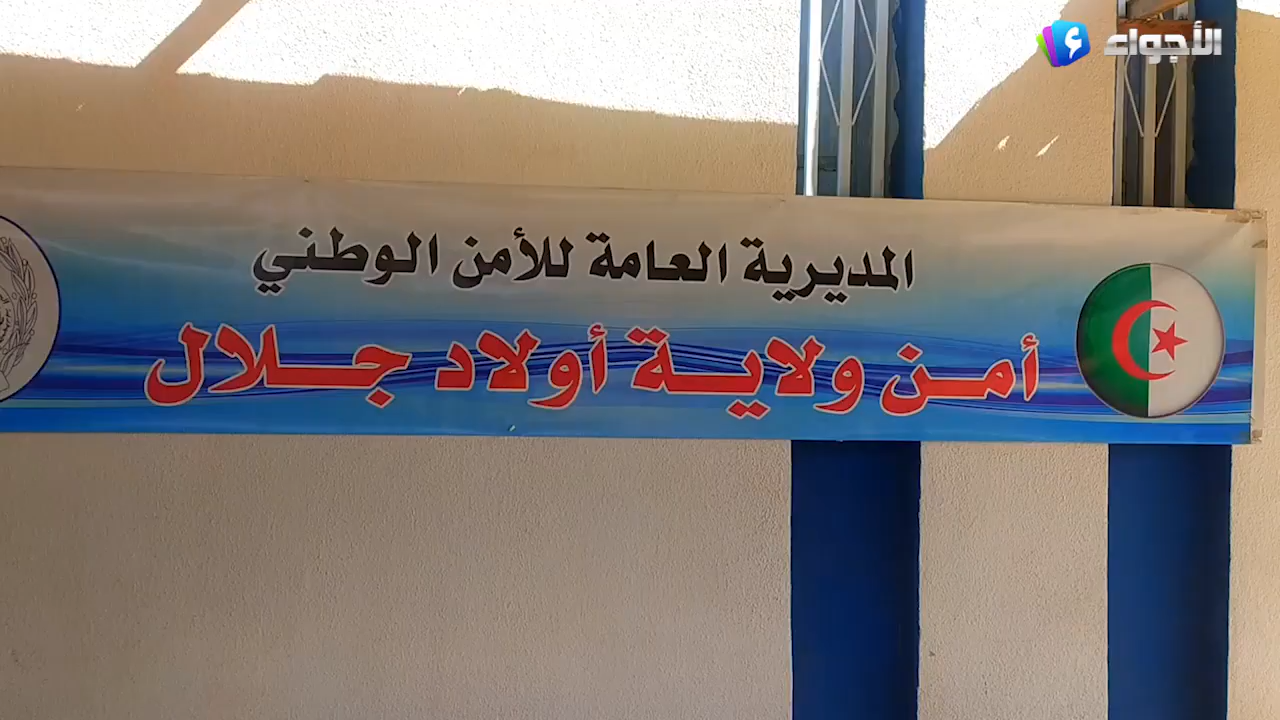 الأجواء
المديرية العامة للأمن الوطني
أمن ولاية أولاد جلال